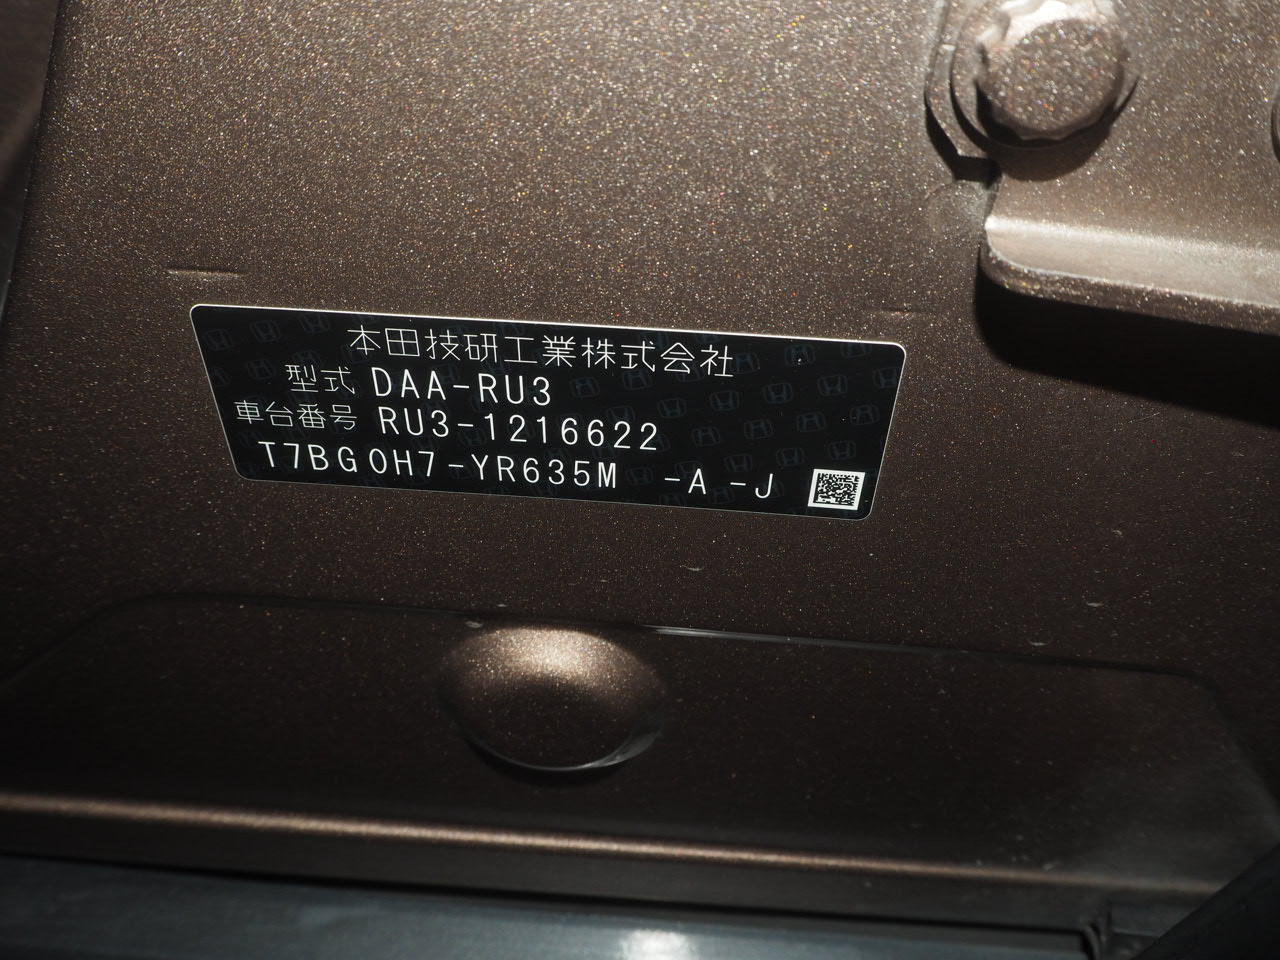 本田技研工業株式会社
型式 DAA-RU3
車台番号 RU3-1216622
T7BG0H7-YR635M -A -J